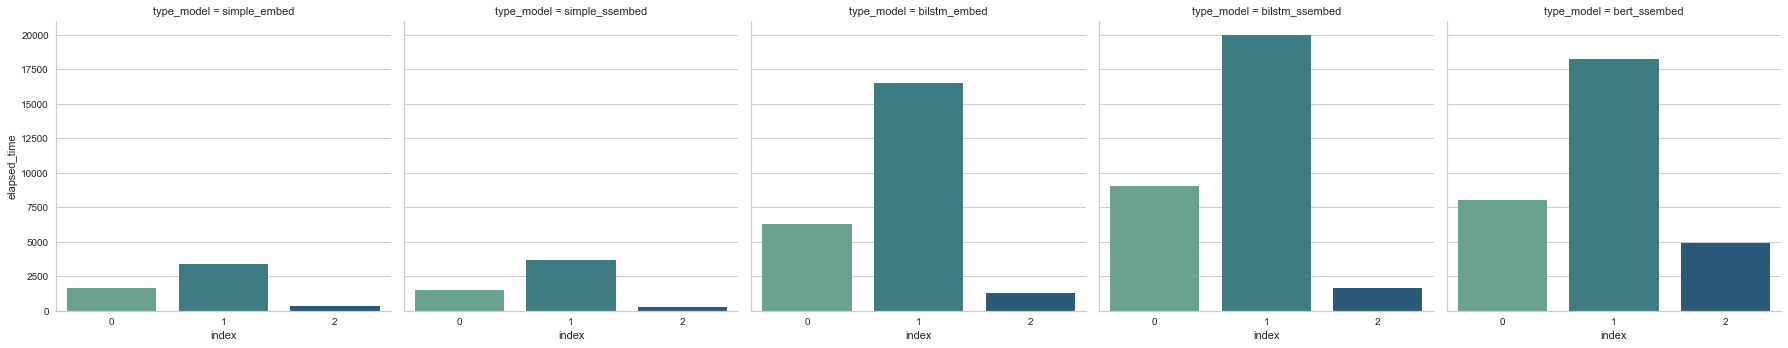 type_model = simple_embed type_model = simple_ssembed type_model = bilstm_embed type_model = bilstm_ssembed type_model = bert_ssembed
20000
17500
15000
12500
10000
7500
5000
2500
0
elapsed_time
0 1 2 0 1 2 0 1 2 0 1 2 0 1 2
index index index index index